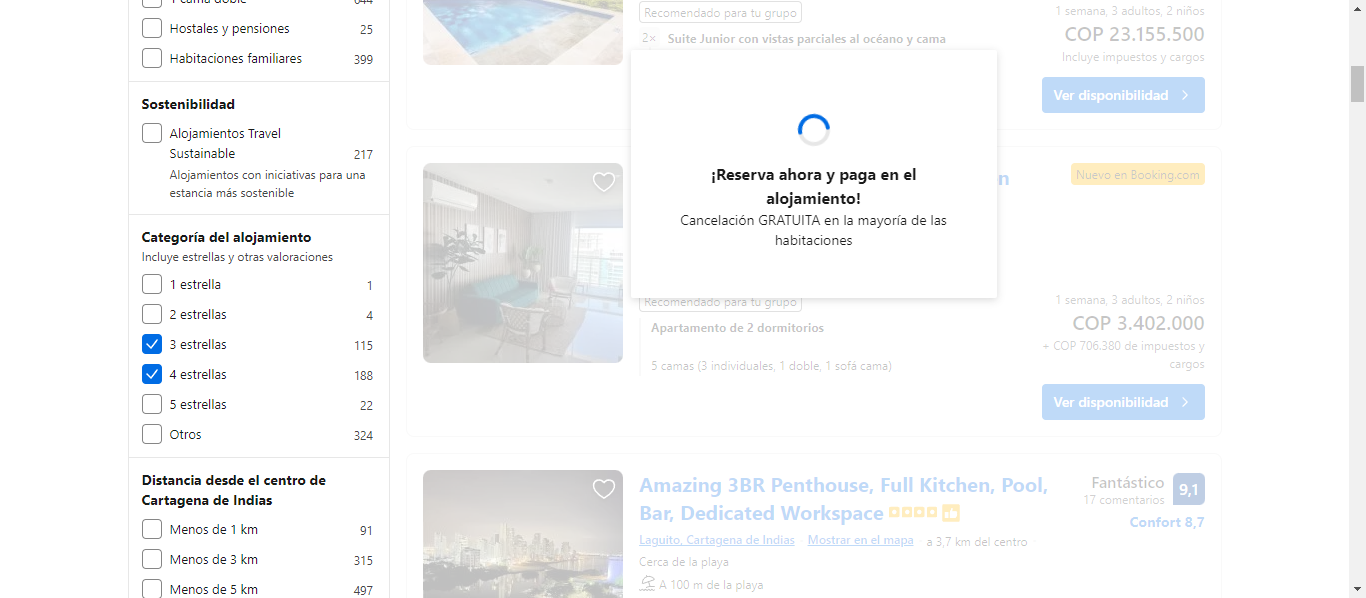 1 cama doble 644
Hostales y pensiones 25
Habitaciones familiares 399
Sostenibilidad
Alojamientos Travel
Sustainable 217
Alojamientos con iniciativas para una
estancia más sostenible
Categoría del alojamiento
Incluye estrellas y otras valoraciones
1 estrella 1
2 estrellas 4
3 estrellas 115
4 estrellas 188
5 estrellas 22
Otros 324
Distancia desde el centro de
Cartagena de Indias
Menos de 1 km 91
Menos de 3 km 315
Menos de 5 km 497
Recomendado para tu grupo
2× Suite Junior con vistas parciales al océano y cama
1 semana, 3 adultos, 2 niños
COP 23.155.500
Incluye impuestos y cargos
Ver disponibilidad
¡Reserva ahora y paga en el
alojamiento!
Cancelación GRATUITA en la mayoría de las
habitaciones
n
Nuevo en Booking.com
Recomendado para tu grupo
Apartamento de 2 dormitorios
5 camas (3 individuales, 1 doble, 1 sofá cama)
1 semana, 3 adultos, 2 niños
COP 3.402.000
+ COP 706.380 de impuestos y
cargos
Ver disponibilidad
Amazing 3BR Penthouse, Full Kitchen, Pool,
Bar, Dedicated Workspace
Laguito, Cartagena de Indias Mostrar en el mapa a 3,7 km del centro
Cerca de la playa
A 100 m de la playa
Fantástico 9,1
17 comentarios
Confort 8,7